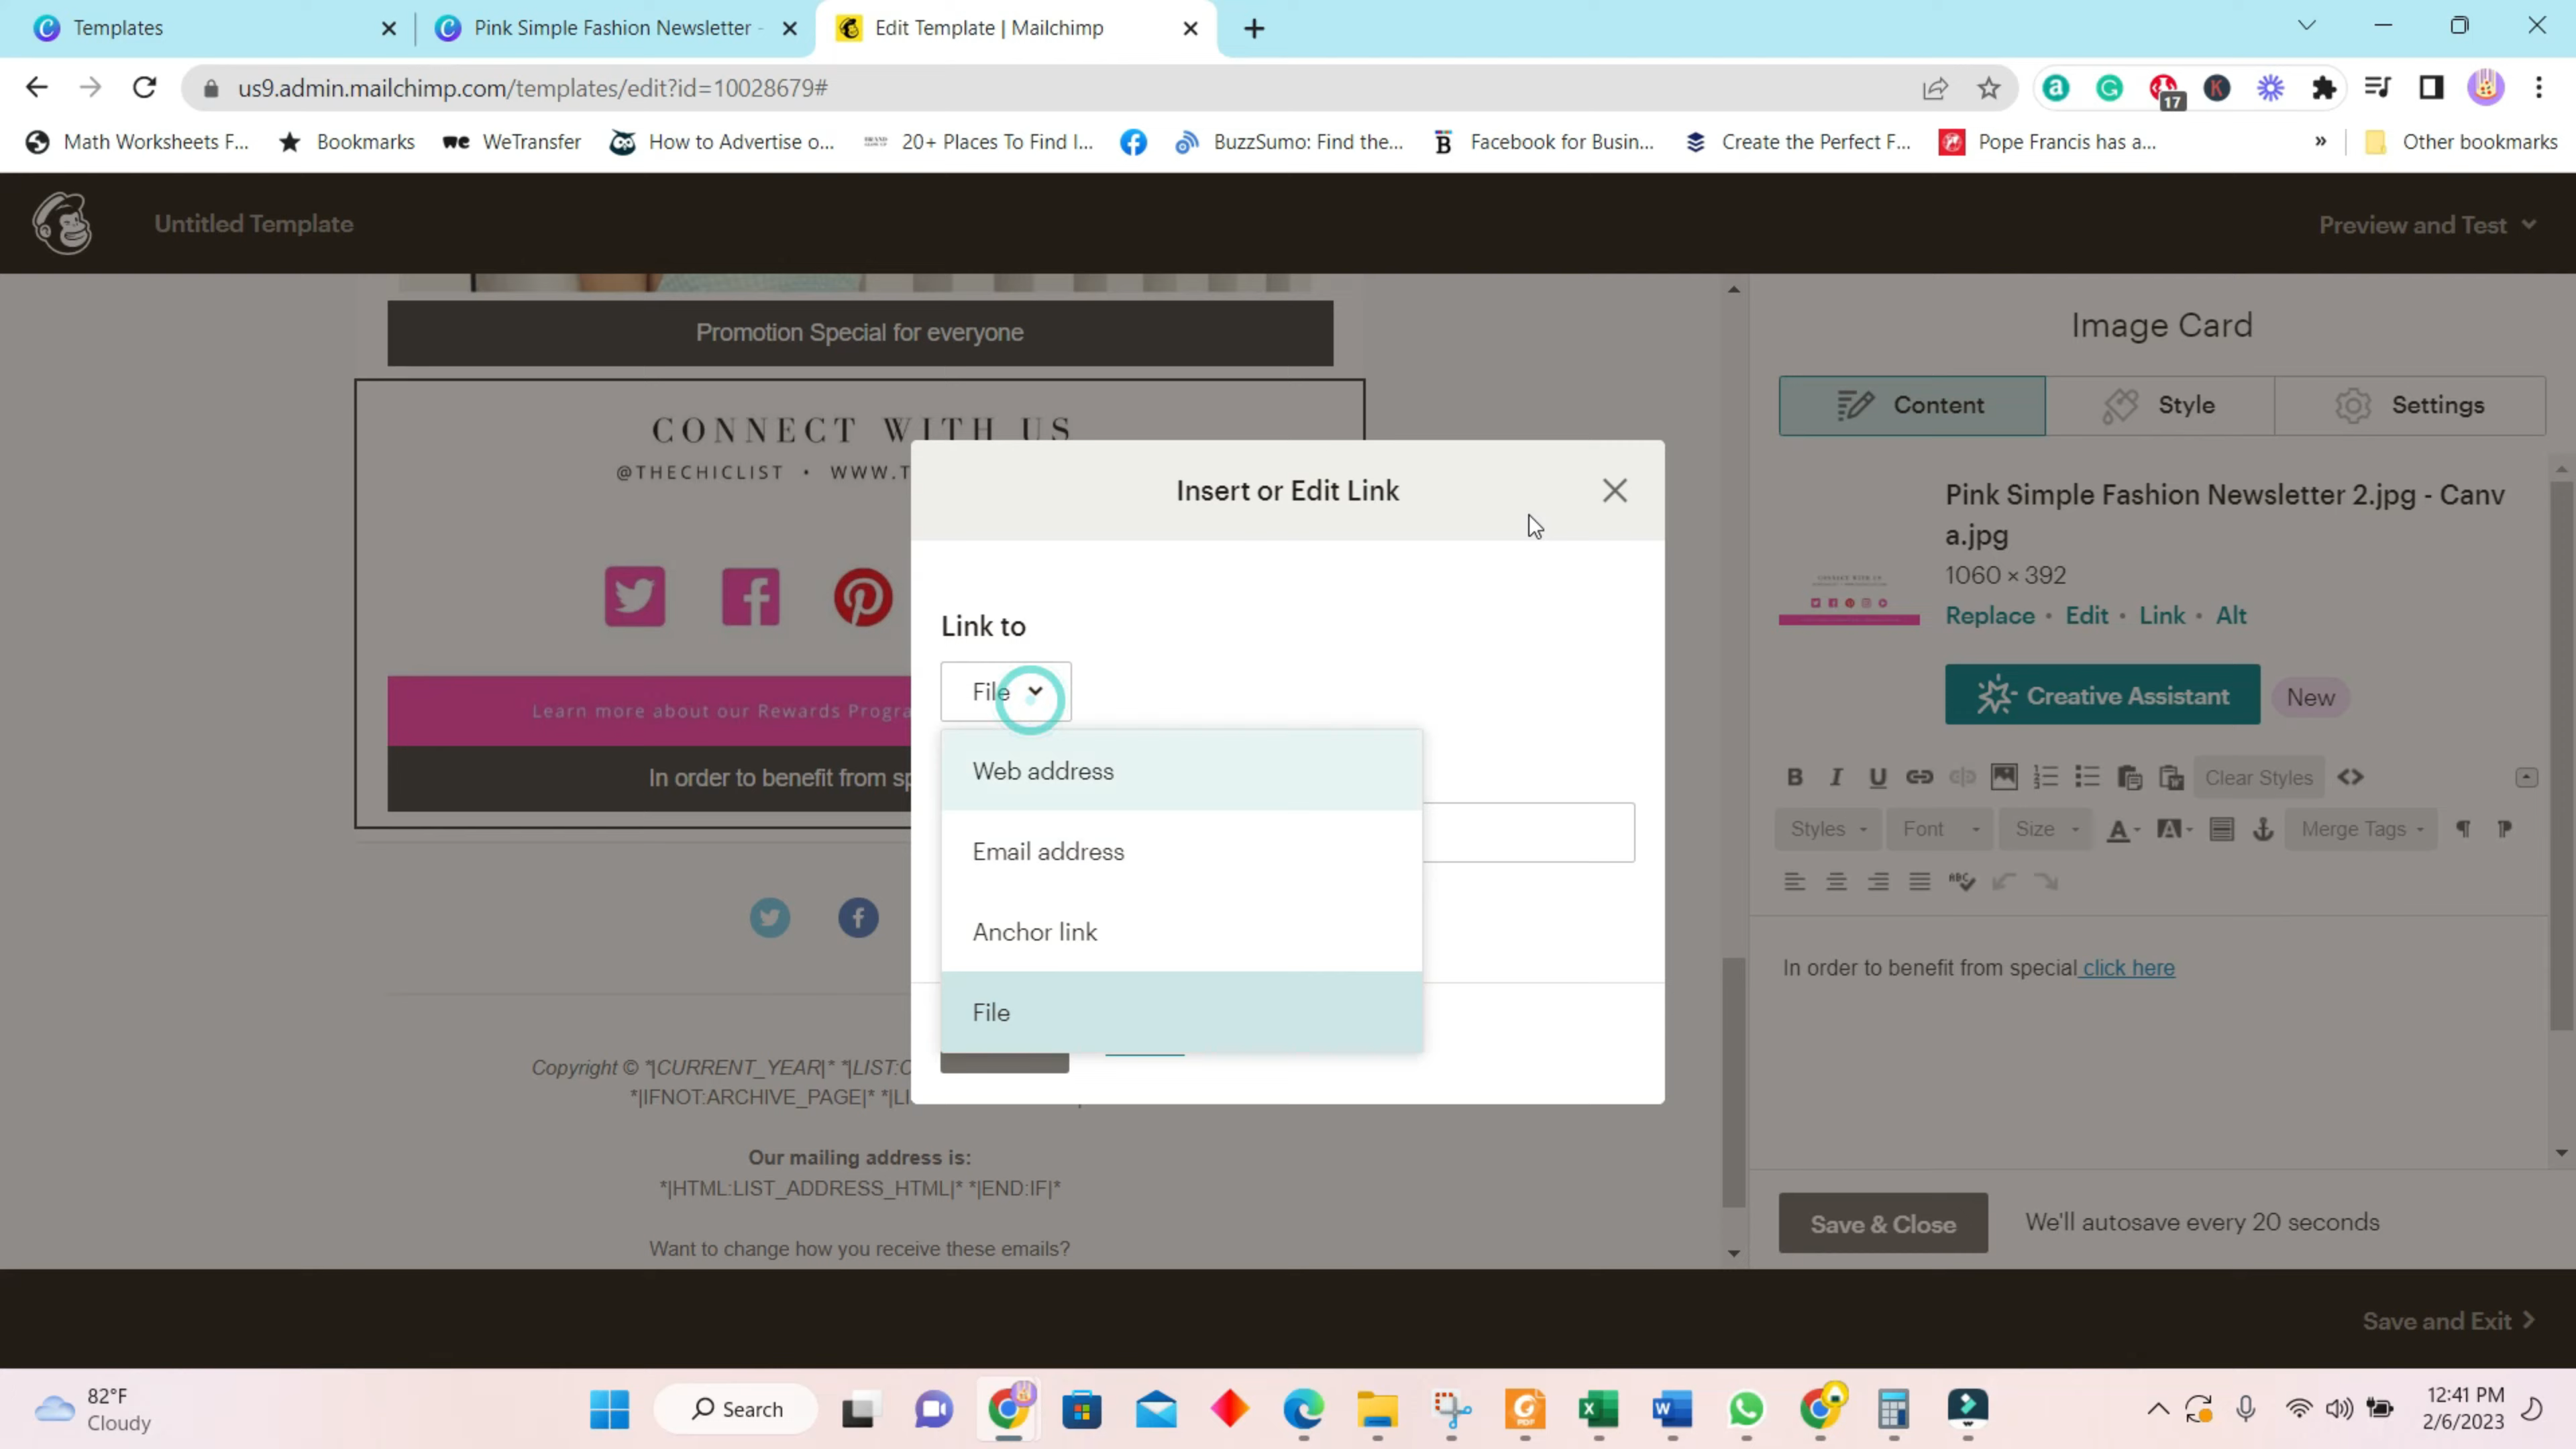 Templates
Pink Simple Fashion Newsletter -
Edit Template | Mailchimp
us9.admin.mailchimp.com/templates/edit?id=10028679#
17
Math Worksheets F...
Bookmarks
WeTransfer
How to Advertise o...
20+ Places To Find I...
BuzzSumo: Find the...
Facebook for Busin...
Create the Perfect F...
Pope Francis has a...
»
Other bookmarks
Untitled Template
Preview and Test
Promotion Special for everyone
CONNECT WITH US
@THECHICLIST • WWW.T
Learn more about our Rewards Progra
In order to benefit from sp
Insert or Edit Link
Link to
File
Web address
Email address
Anchor link
File
Image Card
Content
Style
Settings
Pink Simple Fashion Newsletter 2.jpg - Canv
a.jpg
1060 × 392
Replace • Edit • Link • Alt
Creative Assistant
New
B I U Clear Styles
Styles Font Size A A Merge Tags
ABC
In order to benefit from special click here
Save & Close
We'll autosave every 20 seconds
Copyright © *|CURRENT_YEAR|* *|LIST:C
*|IFNOT:ARCHIVE_PAGE|* *|LI
Our mailing address is:
*|HTML:LIST_ADDRESS_HTML|* *|END:IF|*
Want to change how you receive these emails?
Save and Exit
82°F
Cloudy
Search
12:41 PM
2/6/2023